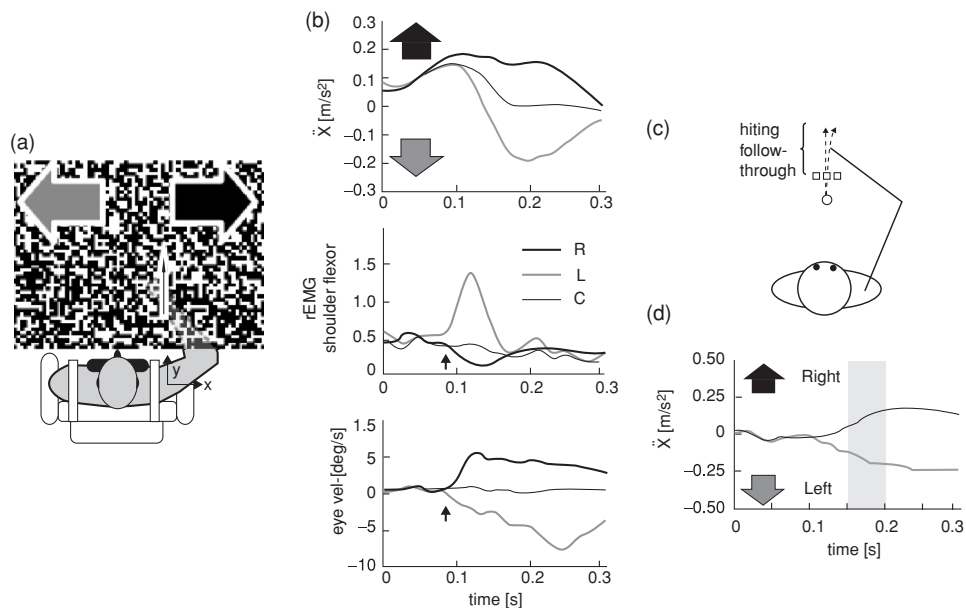 (a)
y
x
(b)
0.3
0.2
0.1
0
−0.1
−0.2
−0.3
Ẍ [m/s²]
0 0.1 0.2 0.3
1.5
1.0
0.5
0
rEMG
shoulder flexor
R
L
C
0 0.1 0.2 0.3
1.5
5
0
−5
−10
eye vel-[deg/s]
0 0.1 0.2 0.3
time [s]
(c)
hiting
follow-
through
(d)
0.50
0.25
0
−0.25
−0.50
Ẍ [m/s²]
Right
Left
0 0.1 0.2 0.3
time [s]